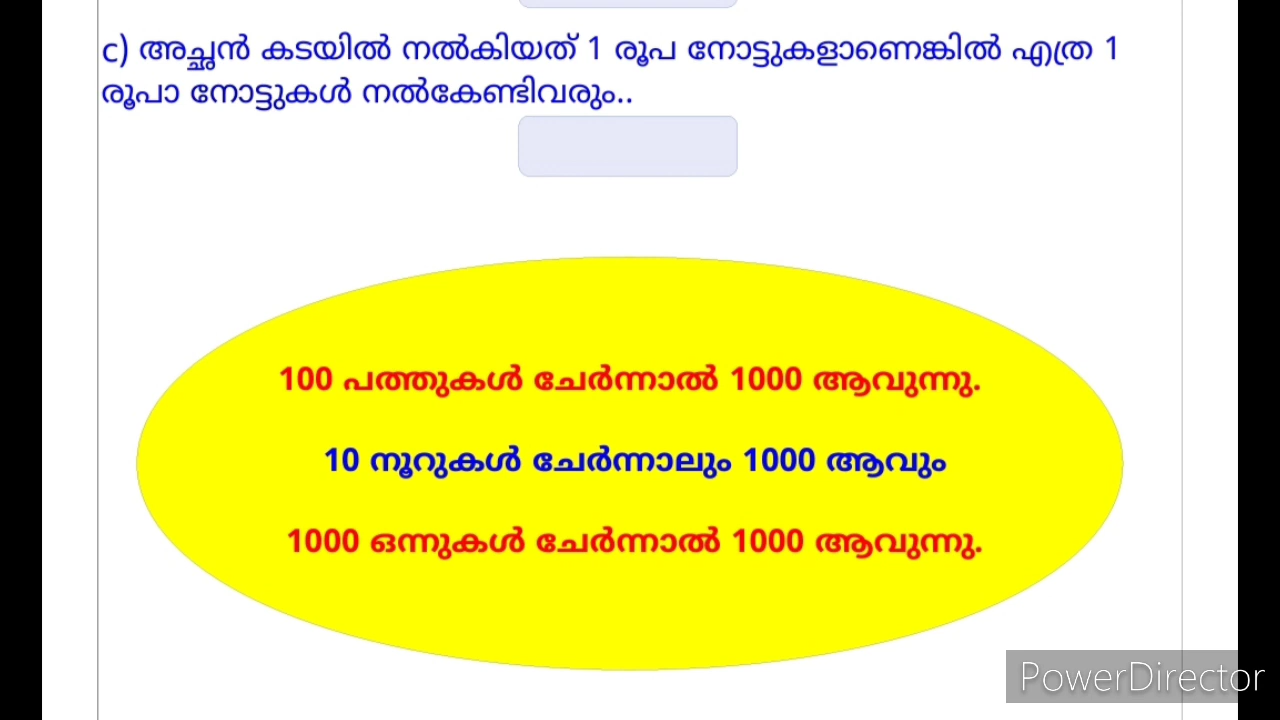 c) അച്ഛൻ കടയിൽ നൽകിയത് 1 രൂപ നോട്ടുകളാണെങ്കിൽ എത്ര 1
രൂപാ നോട്ടുകൾ നൽകേണ്ടിവരും..
100 പത്തുകൾ ചേർന്നാൽ 1000 ആവുന്നു.
10 നൂറുകൾ ചേർന്നാലും 1000 ആവും
1000 ഒന്നുകൾ ചേർന്നാൽ 1000 ആവുന്നു.
PowerDirector